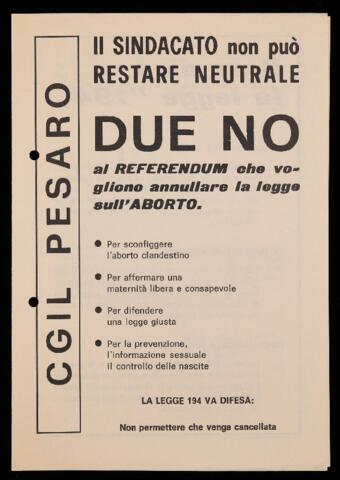 CGIL PESARO
Il SINDACATO non può
RESTARE NEUTRALE
DUE NO
al REFERENDUM che vo-
gliono annullare la legge
sull'ABORTO.
● Per sconfiggere
l'aborto clandestino
● Per affermare una
maternità libera e consapevole
● Per difendere
una legge giusta
● Per la prevenzione,
l'informazione sessuale
il controllo delle nascite
LA LEGGE 194 VA DIFESA:
Non permettere che venga cancellata